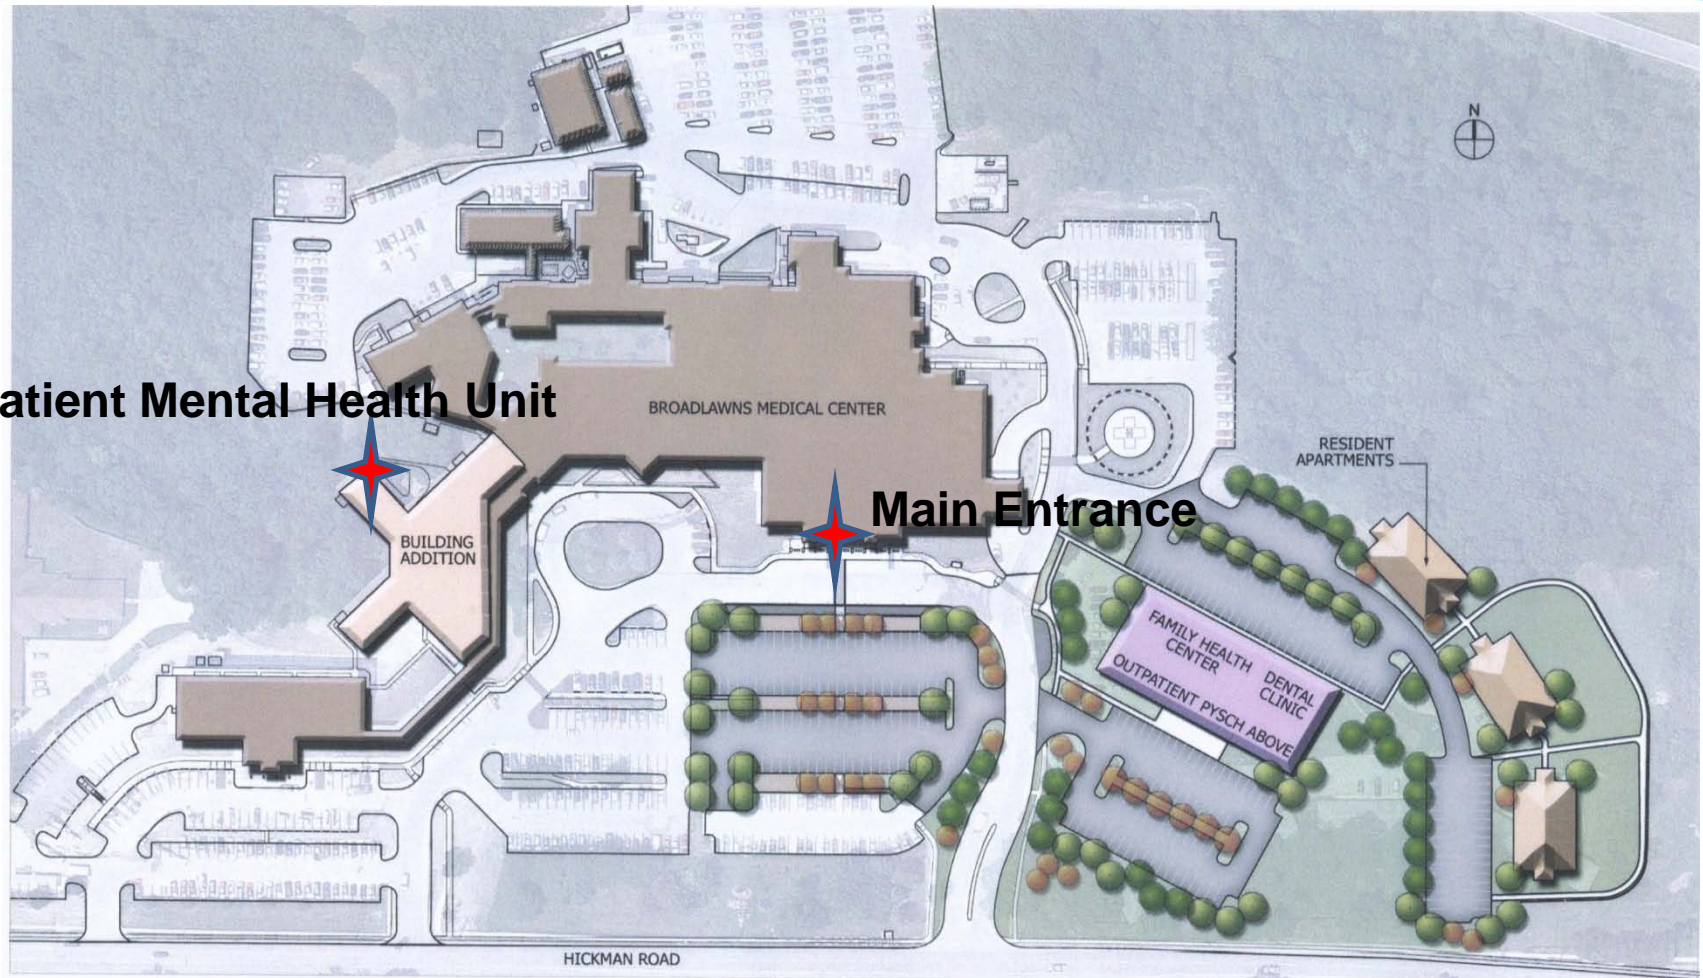 N
atient Mental Health Unit
BROADLAWNS MEDICAL CENTER
RESIDENT
APARTMENTS
H
Main Entrance
BUILDING
ADDITION
FAMILY HEALTH
CENTER
DENTAL
CLINIC
OUTPATIENT PYSCH ABOVE
HICKMAN ROAD